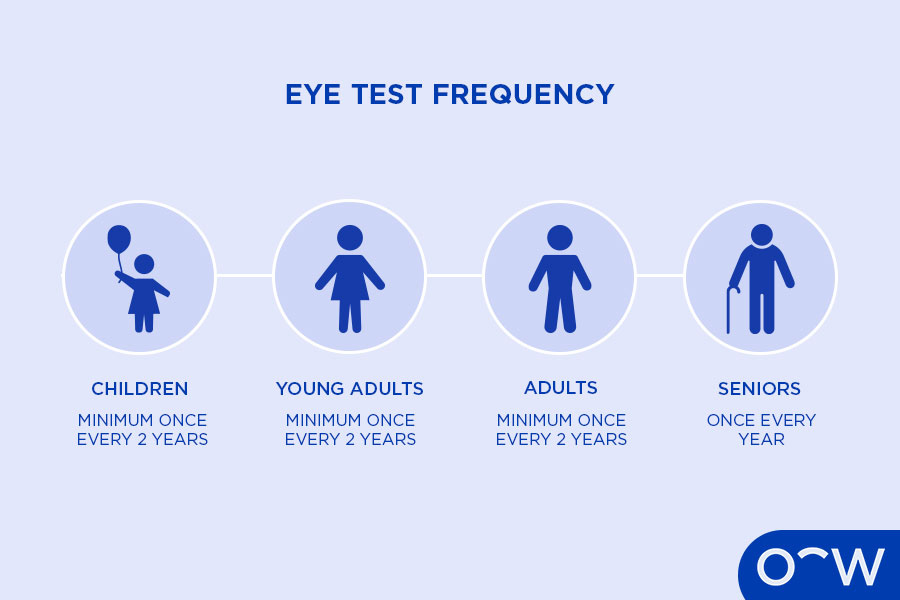 EYE TEST FREQUENCY
CHILDREN
MINIMUM ONCE
EVERY 2 YEARS
YOUNG ADULTS
MINIMUM ONCE
EVERY 2 YEARS
ADULTS
MINIMUM ONCE
EVERY 2 YEARS
SENIORS
ONCE EVERY
YEAR
O⌒W